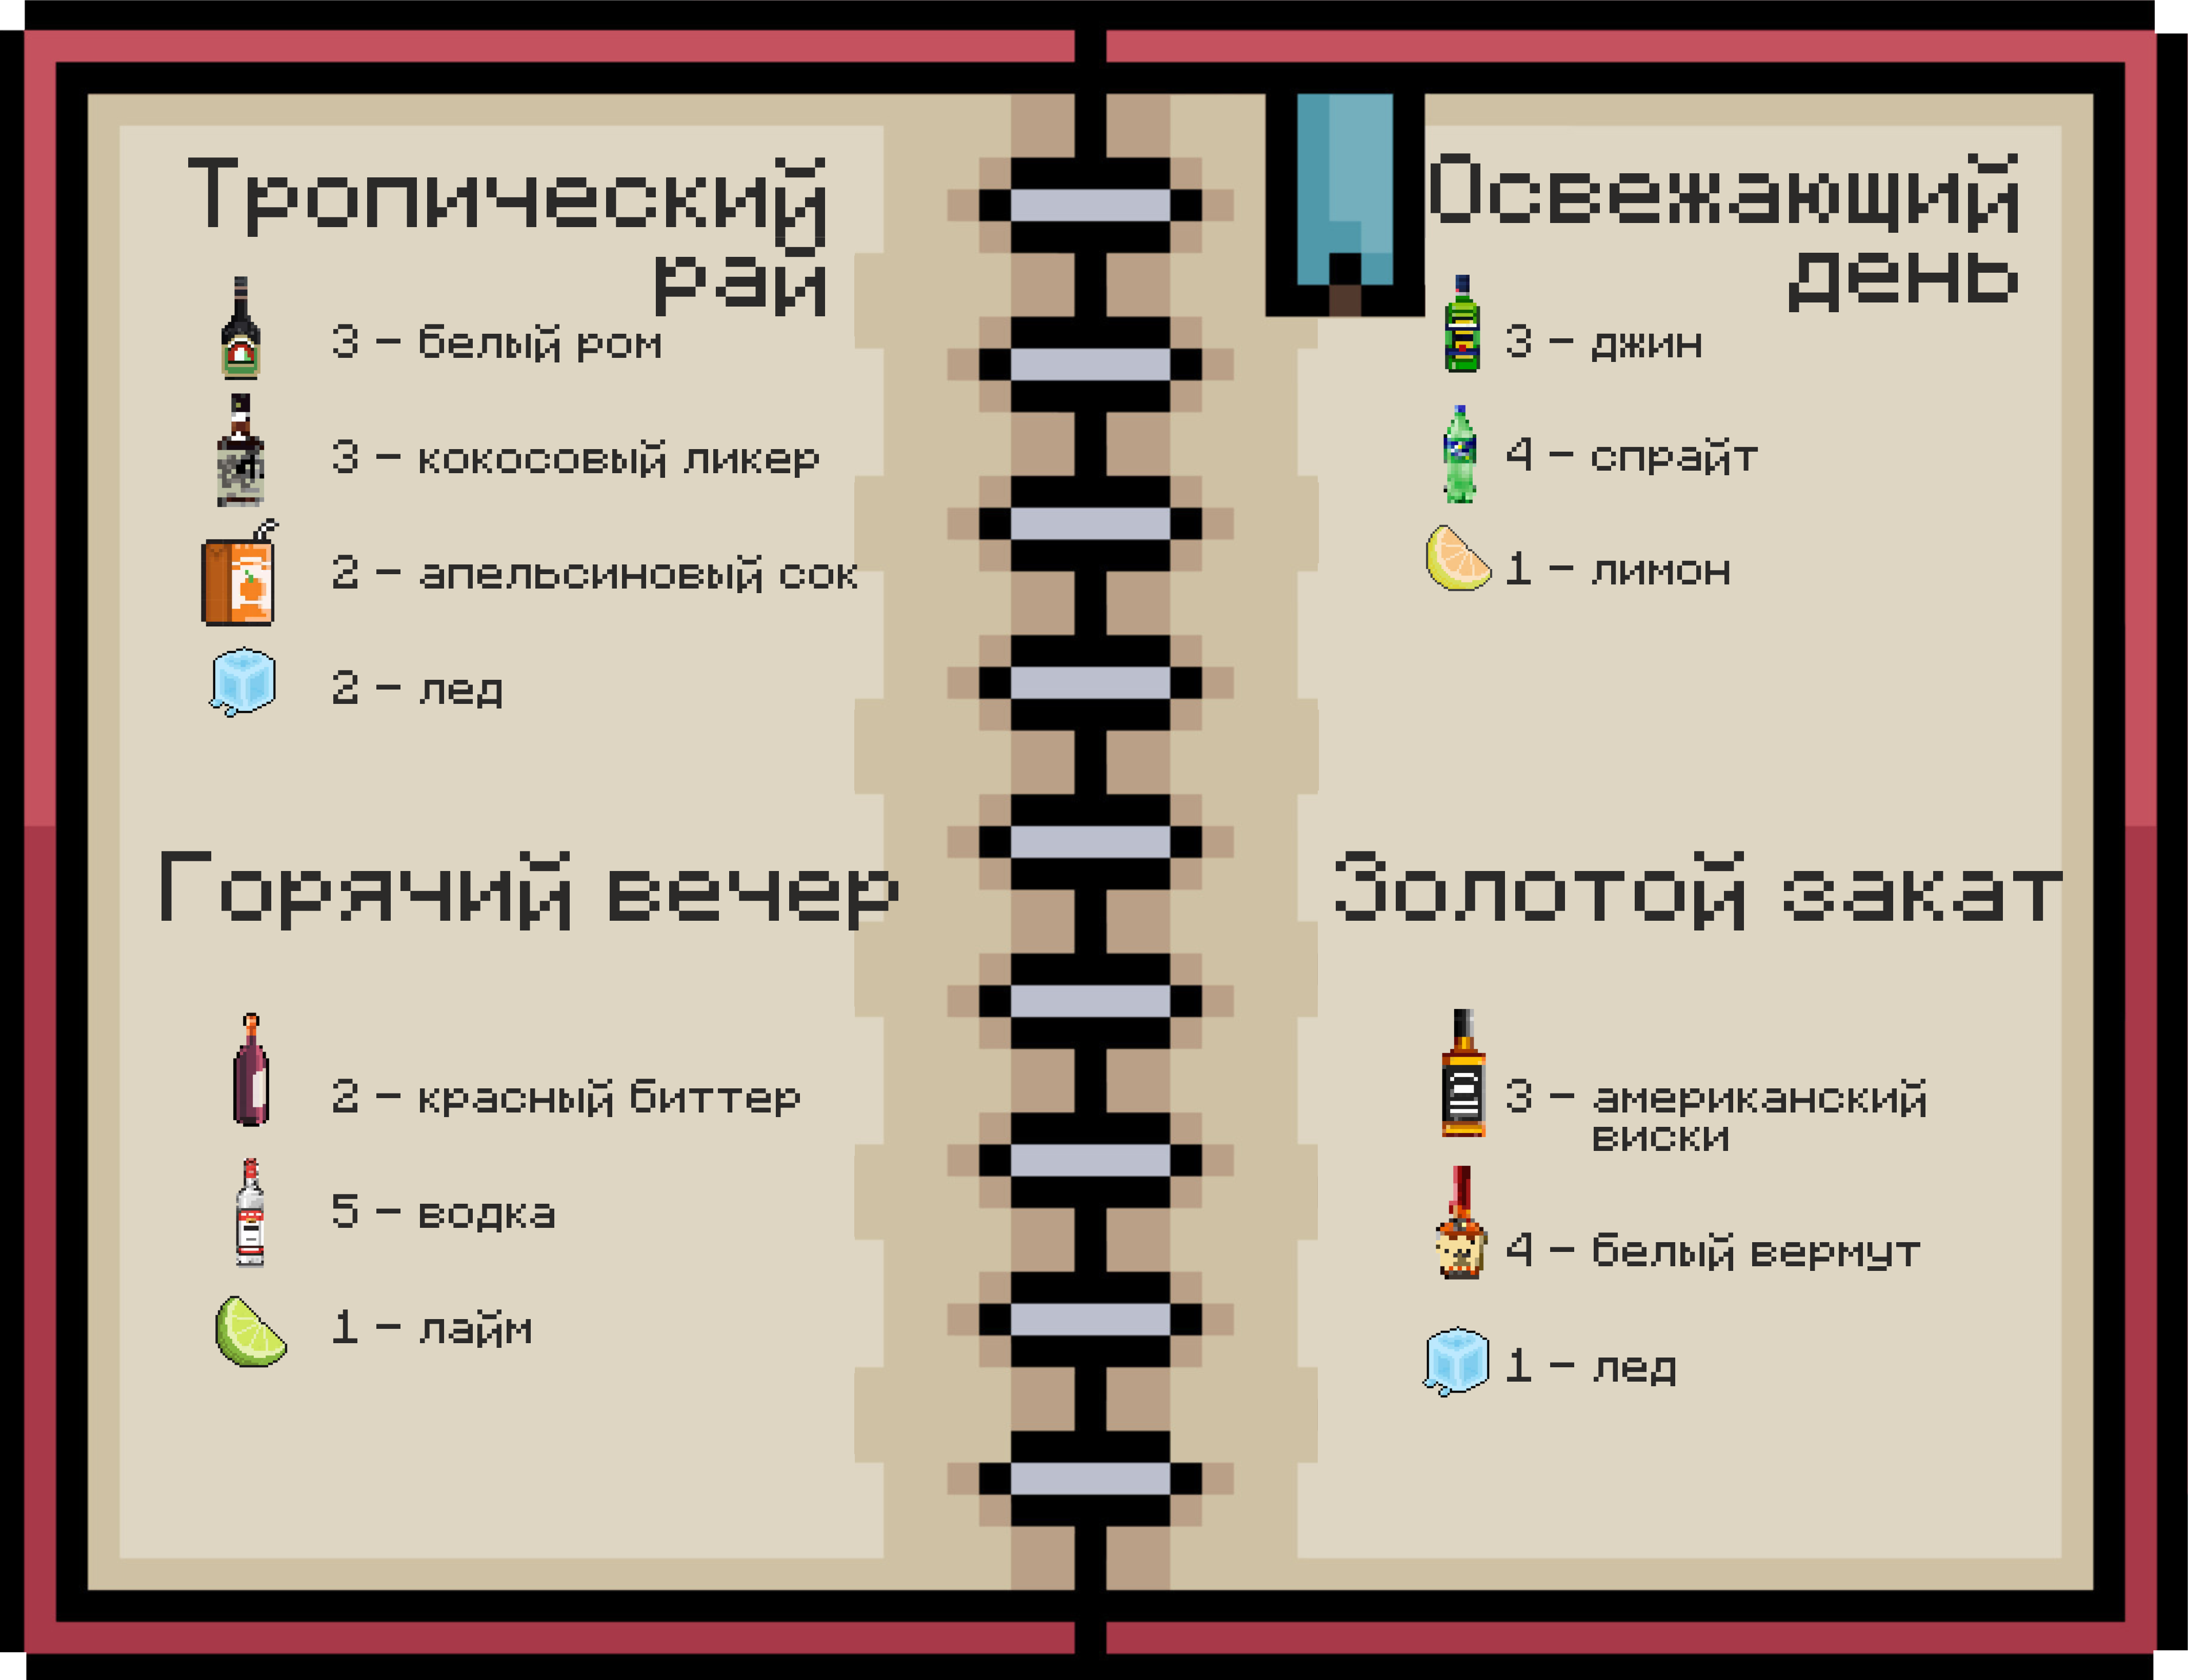 Тропический
рай
3 - белый ром
3 - кокосовый ликер
2 - апельсиновый сок
2 - лед
Горячий вечер
2 - красный биттер
5 - водка
1 - лайм
Освежающий
день
3 - джин
4 - спрайт
1 - лимон
Золотой закат
3 - американский
виски
4 - белый вермут
1 - лед